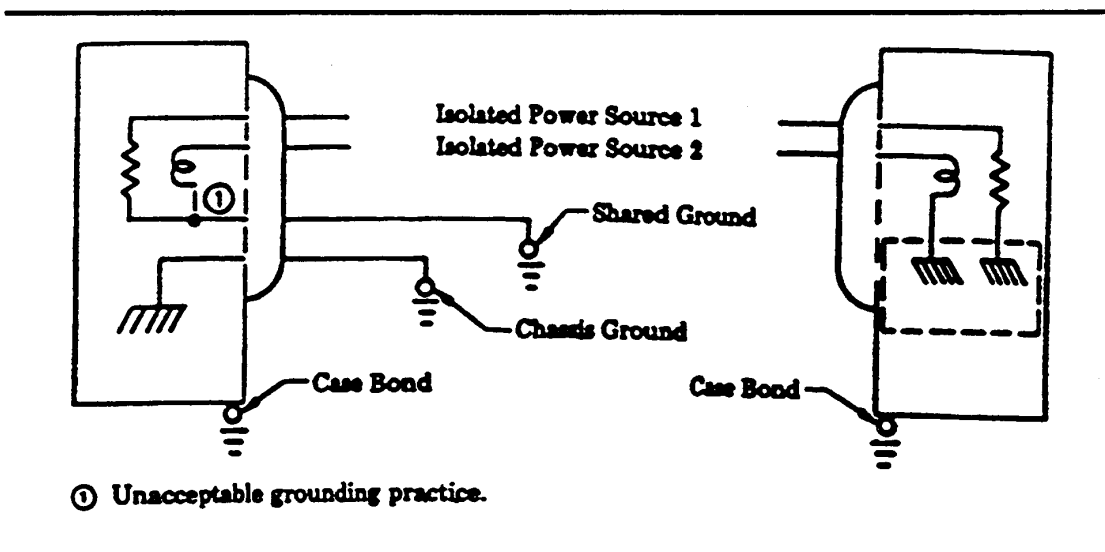 Isolated Power Source 1
Isolated Power Source 2
①
Shared Ground
Chassis Ground
Case Bond
Case Bond
① Unacceptable grounding practice.